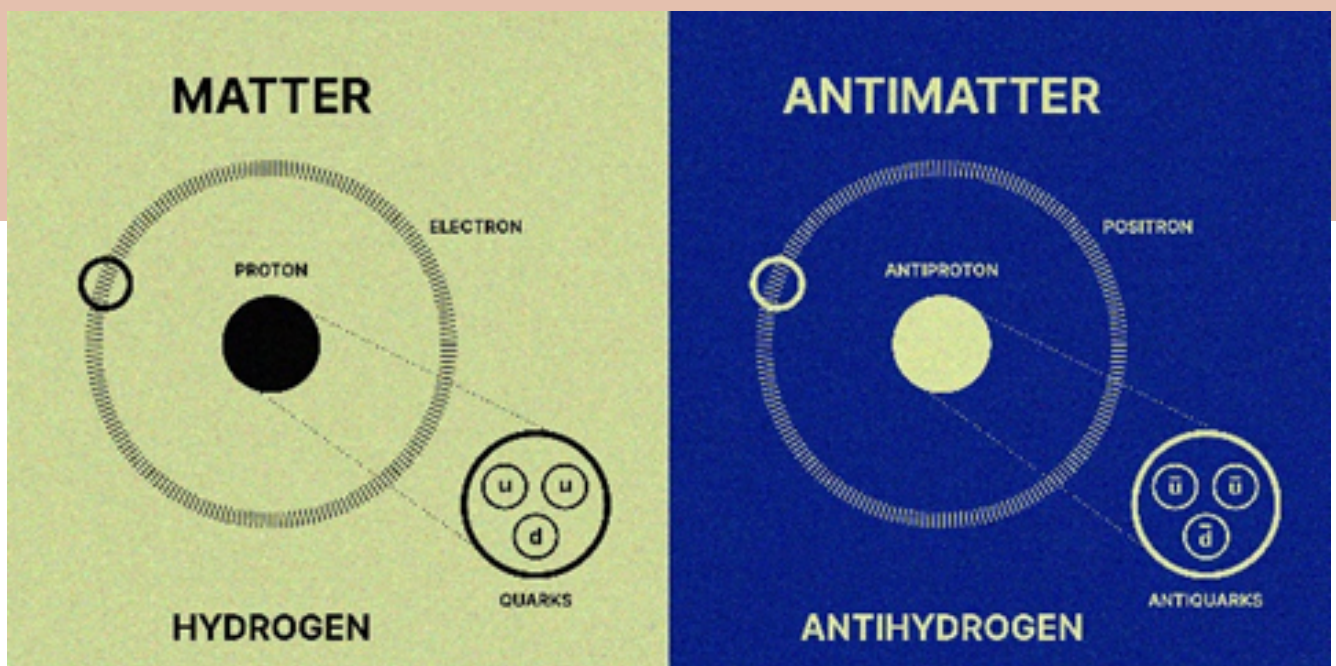 MATTER
ELECTRON
PROTON
u u
d
QUARKS
HYDROGEN
ANTIMATTER
POSITRON
ANTIPROTON
ū ū
d̄
ANTIQUARKS
ANTIHYDROGEN